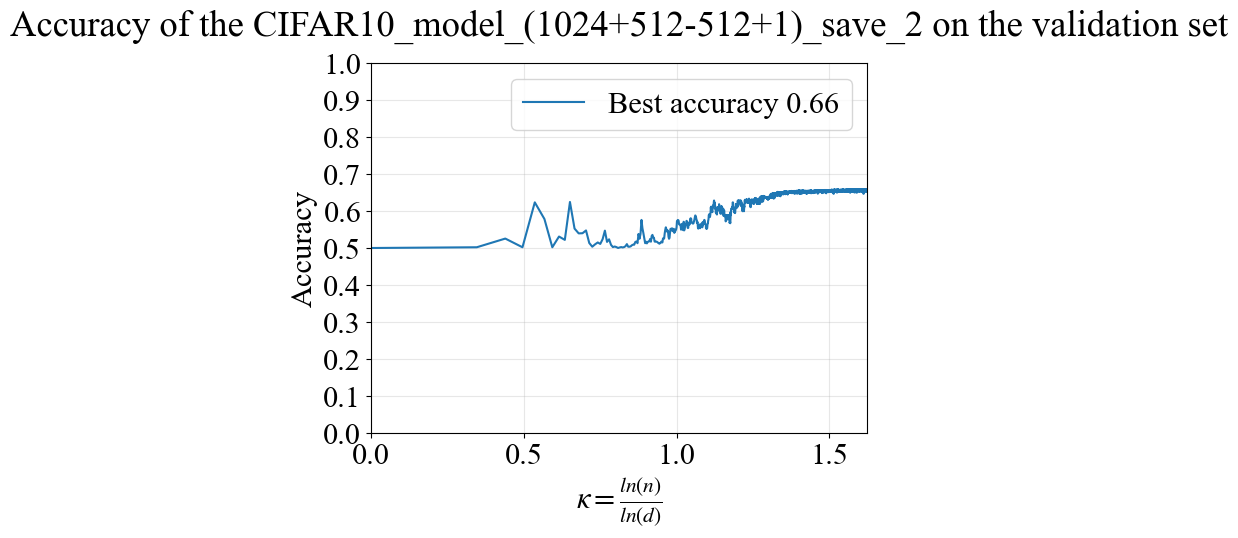 Accuracy of the CIFAR10_model_(1024+512-512+1)_save_2 on the validation set
Best accuracy 0.66
Accuracy
1.0
0.9
0.8
0.7
0.6
0.5
0.4
0.3
0.2
0.1
0.0
0.0 0.5 1.0 1.5
κ = ln(n)/ln(d)